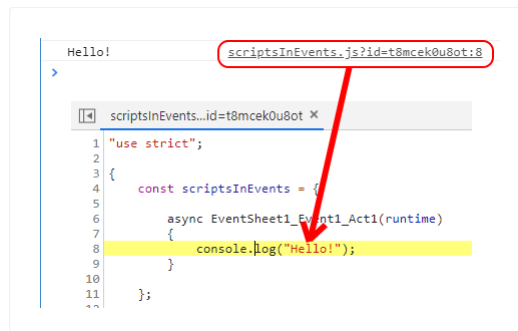 Hello! scriptsInEvents.js?id=t8mcek0u8ot:8
>
scriptsInEvents...id=t8mcek0u8ot ×
1 "use strict";
2
3 {
4 const scriptsInEvents = {
5
6 async EventSheet1_Event1_Act1(runtime)
7 {
8 console.log("Hello!");
9 }
10
11 };